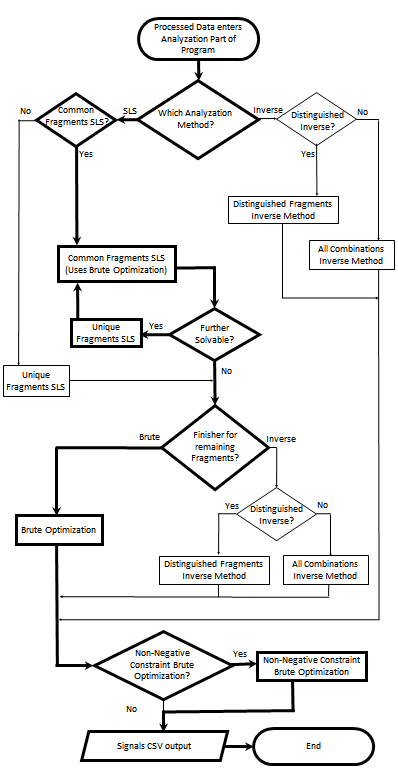 Processed Data enters
Analyzation Part of
Program
No
Common
Fragments SLS?
SLS
Which Analyzation
Method?
Inverse
Distinguished
Inverse?
No
Yes
Yes
Distinguished Fragments
Inverse Method
All Combinations
Inverse Method
Common Fragments SLS
(Uses Brute Optimization)
Unique
Fragments SLS
Yes
Further
Solvable?
No
Unique
Fragments SLS
Brute
Finisher for
remaining
Fragments?
Inverse
Yes
Distinguished
Inverse?
No
Brute Optimization
Distinguished Fragments
Inverse Method
All Combinations
Inverse Method
Non-Negative
Constraint Brute
Optimization?
Yes
Non-Negative Constraint
Brute Optimization
No
Signals CSV output
End